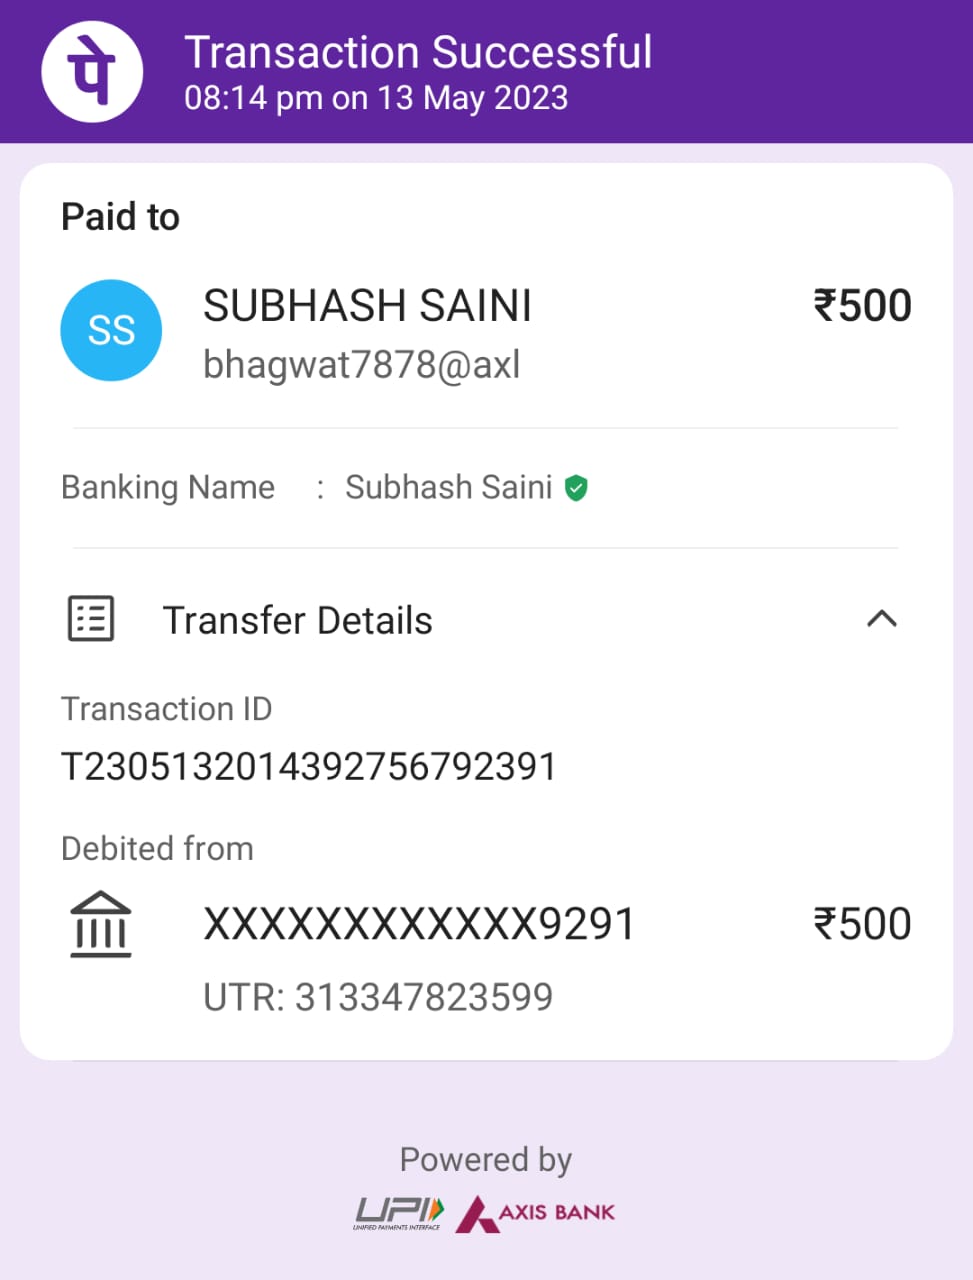 पे
Transaction Successful
08:14 pm on 13 May 2023
Paid to
SS
SUBHASH SAINI
₹500
bhagwat7878@axl
Banking Name : Subhash Saini
Transfer Details
Transaction ID
T2305132014392756792391
Debited from
XXXXXXXXXXXX9291
₹500
UTR: 313347823599
Powered by
UPI
UNIFIED PAYMENTS INTERFACE
AXIS BANK